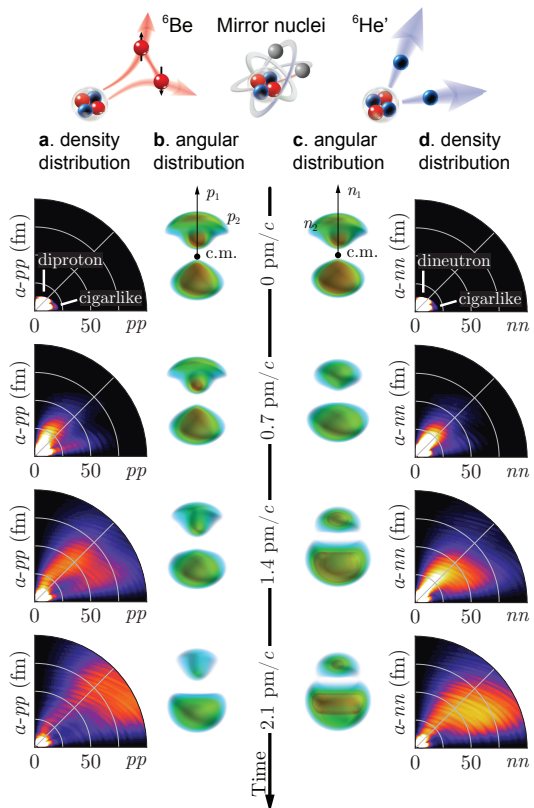 ⁶Be
Mirror nuclei
⁶He’
a. density distribution
b. angular distribution
c. angular distribution
d. density distribution
a-pp (fm)
diproton
cigarlike
0 50 pp
p₁
p₂
c.m.
0 pm/c
n₁
n₂
c.m.
a-nn (fm)
dineutron
cigarlike
0 50 nn
a-pp (fm)
0 50 pp
0.7 pm/c
a-nn (fm)
0 50 nn
a-pp (fm)
0 50 pp
1.4 pm/c
a-nn (fm)
0 50 nn
a-pp (fm)
0 50 pp
2.1 pm/c
a-nn (fm)
0 50 nn
Time